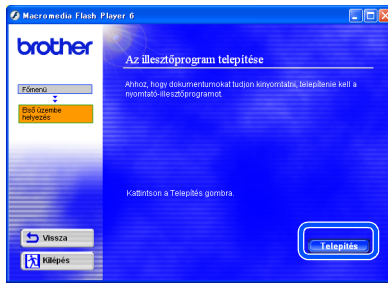 Macromedia Flash Player 6
brother
Az illesztőprogram telepítése
Ahhoz, hogy dokumentumokat tudjon kinyomtatni, telepítenie kell a
nyomtató-illesztőprogramot.
Főmenü
Első üzembe
helyezés
Kattintson a Telepítés gombra.
Vissza
Telepítés
Kilépés